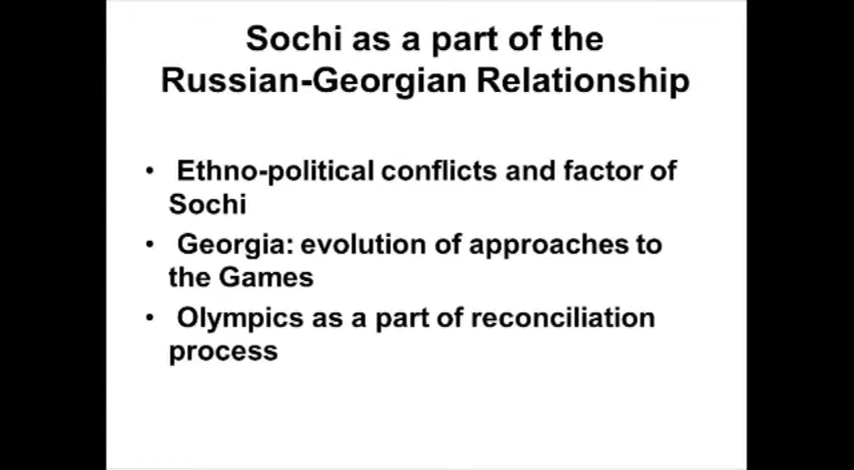 Sochi as a part of the
Russian-Georgian Relationship
• Ethno-political conflicts and factor of
Sochi
• Georgia: evolution of approaches to
the Games
• Olympics as a part of reconciliation
process